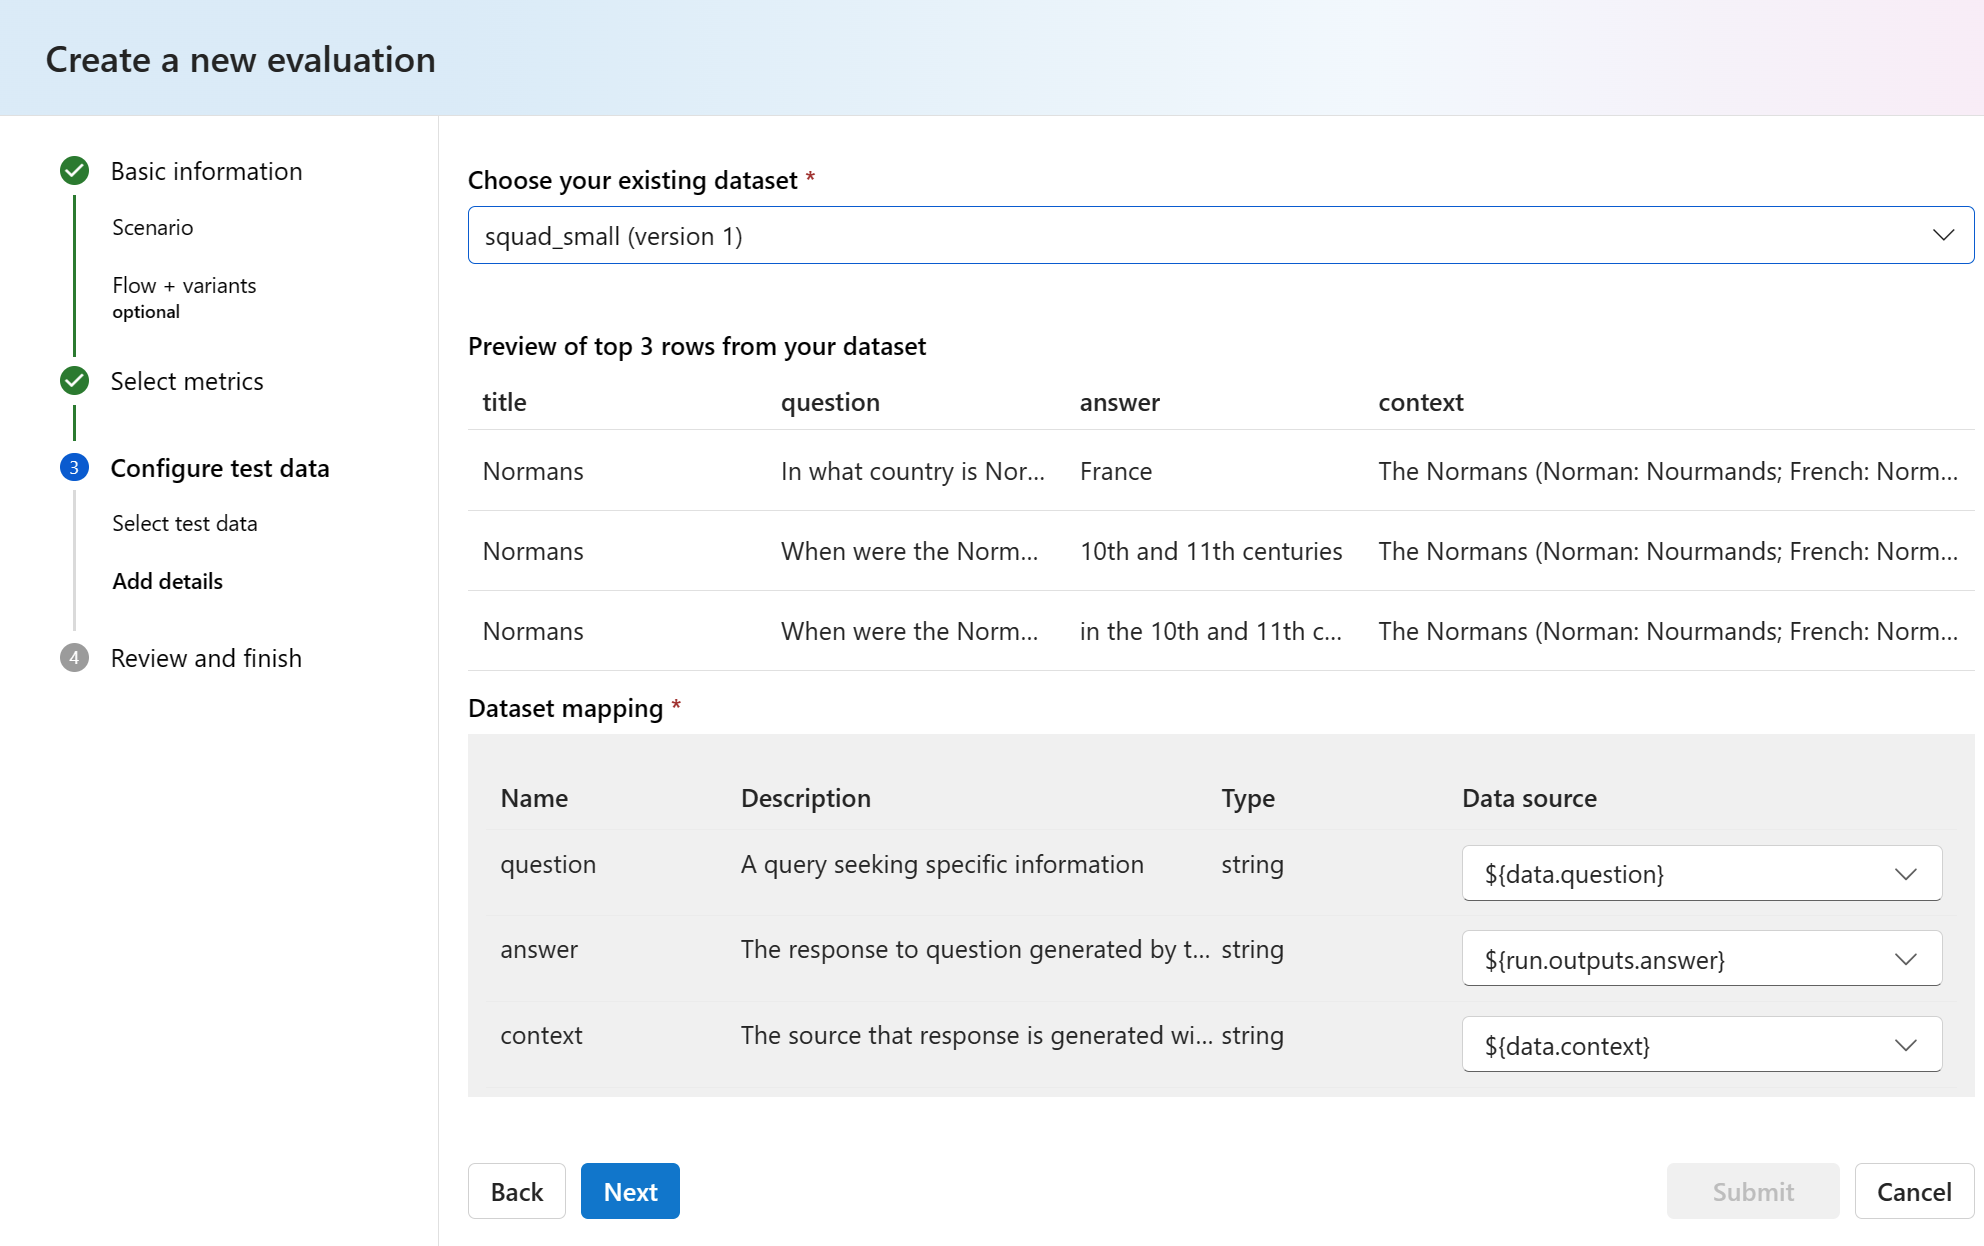 Create a new evaluation
Basic information
Scenario
Flow + variants
optional
Select metrics
3 Configure test data
Select test data
Add details
4 Review and finish
Choose your existing dataset *
squad_small (version 1)
Preview of top 3 rows from your dataset
title question answer context
Normans In what country is Nor... France The Normans (Norman: Nourmands; French: Norm...
Normans When were the Norm... 10th and 11th centuries The Normans (Norman: Nourmands; French: Norm...
Normans When were the Norm... in the 10th and 11th c... The Normans (Norman: Nourmands; French: Norm...
Dataset mapping *
Name Description Type Data source
question A query seeking specific information string ${data.question}
answer The response to question generated by t... string ${run.outputs.answer}
context The source that response is generated wi... string ${data.context}
Back Next Submit Cancel